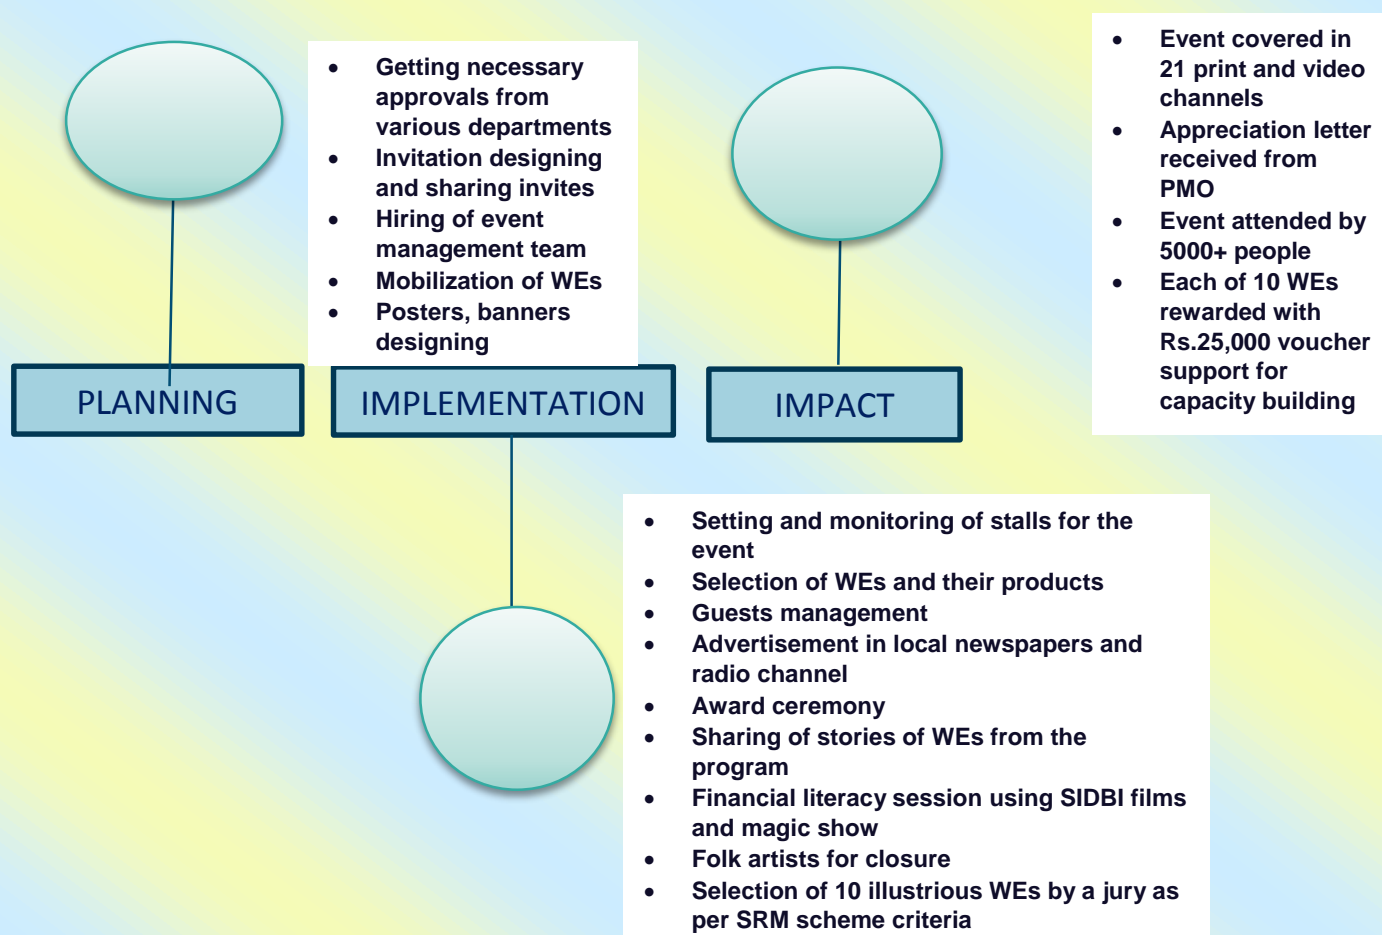 • Getting necessary
approvals from
various departments
• Invitation designing
and sharing invites
• Hiring of event
management team
• Mobilization of WEs
• Posters, banners
designing
• Event covered in
21 print and video
channels
• Appreciation letter
received from
PMO
• Event attended by
5000+ people
• Each of 10 WEs
rewarded with
Rs.25,000 voucher
support for
capacity building
PLANNING
IMPLEMENTATION
IMPACT
• Setting and monitoring of stalls for the
event
• Selection of WEs and their products
• Guests management
• Advertisement in local newspapers and
radio channel
• Award ceremony
• Sharing of stories of WEs from the
program
• Financial literacy session using SIDBI films
and magic show
• Folk artists for closure
• Selection of 10 illustrious WEs by a jury as
per SRM scheme criteria